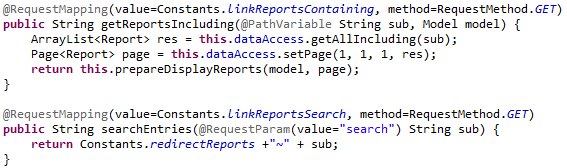 @RequestMapping(value=Constants.linkReportsContaining, method=RequestMethod.GET)
public String getReportsIncluding(@PathVariable String sub, Model model) {
    ArrayList<Report> res = this.dataAccess.getAllIncluding(sub);
    Page<Report> page = this.dataAccess.setPage(1, 1, 1, res);
    return this.prepareDisplayReports(model, page);
}

@RequestMapping(value=Constants.linkReportsSearch, method=RequestMethod.GET)
public String searchEntries(@RequestParam(value="search") String sub) {
    return Constants.redirectReports +"~" + sub;
}